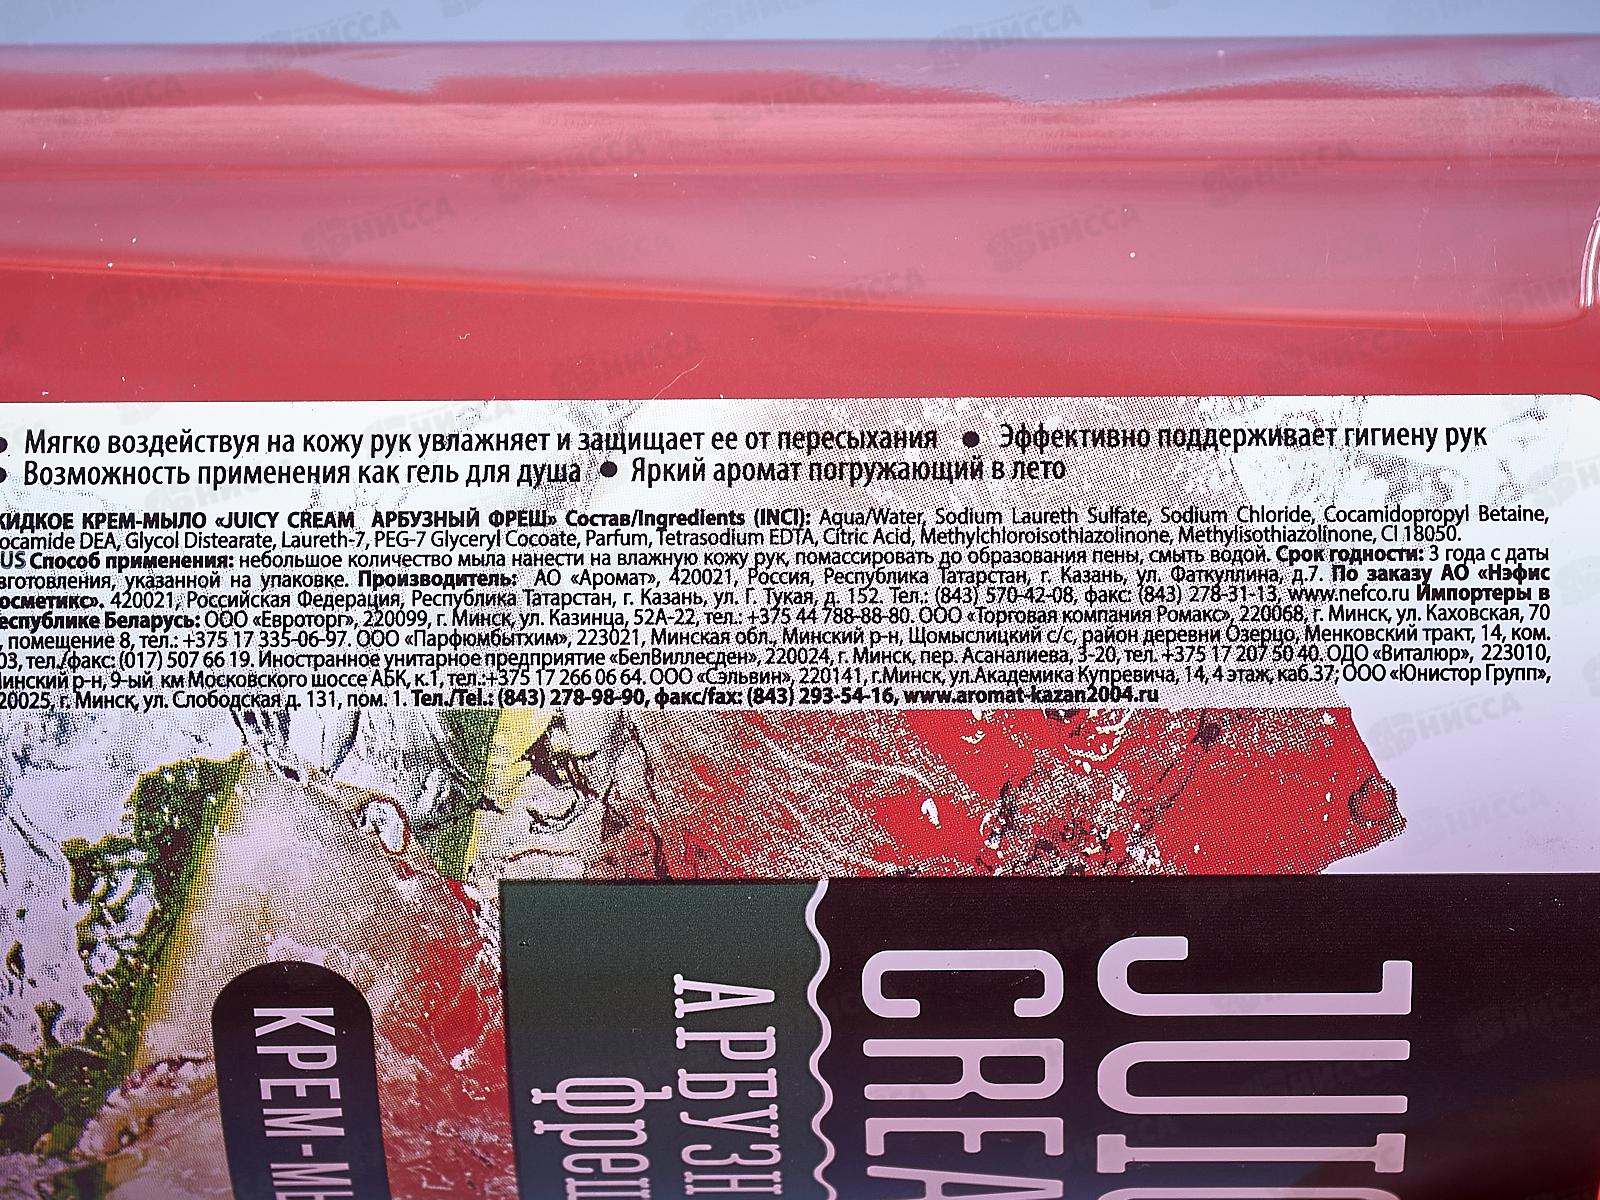 Мягко воздействуя на кожу рук увлажняет и защищает ее от пересыхания ● Эффективно поддерживает гигиену рук
● Возможность применения как гель для душа ● Яркий аромат погружающий в лето
КРЕМ-МЫЛО «JUICY CREAM АРБУЗНЫЙ ФРЕШ» Состав/Ingredients (INCI): Aqua/Water, Sodium Laureth Sulfate, Sodium Chloride, Cocamidopropyl Betaine,
DEA, Glycol Distearate, Laureth-7, PEG-7 Glyceryl Cocoate, Parfum, Tetrasodium EDTA, Citric Acid, Methylchloroisothiazolinone, Methylisothiazolinone, CI 18050.
US Способ применения: небольшое количество мыла нанести на влажную кожу рук, помассировать до образования пены, смыть водой. Срок годности: 3 года с даты
зготовления, указанной на упаковке. Производитель: АО «Аромат», 420021, Россия, Республика Татарстан, г. Казань, ул. Фаткуллина, д.7. По заказу АО «Нэфис
осметикс». 420021, Российская Федерация, Республика Татарстан, г. Казань, ул. Г. Тукая, д. 152. Тел.: (843) 570-42-08, факс: (843) 278-31-13, www.nefco.ru Импортеры в
еспублике Беларусь: ООО «Евроторг», 220099, г. Минск, ул. Казинца, 52А-22, тел.: +375 44 788-88-80. ООО «Торговая компания Ромакс», 220068, г. Минск, ул. Каховская, 70
, помещение 8, тел.: +375 17 335-06-97. ООО «Парфюмбытхим», 223021, Минская обл., Минский р-н, Щомыслицкий с/с, район деревни Озерцо, Менковский тракт, 14, ком.
03, тел./факс: (017) 507 66 19. Иностранное унитарное предприятие «БелВиллесден», 220024, г. Минск, пер. Асаналиева, 3-20, тел. +375 17 207 50 40. ОДО «Виталюр», 223010,
инский р-н, 9-ый км Московского шоссе АБК, к.1, тел.:+375 17 266 06 64. ООО «Сэльвин», 220141, г.Минск, ул.Академика Купревича, 14, 4 этаж, каб.37; ООО «Юнистор Групп»,
20025, г. Минск, ул. Слободская д. 131, пом. 1. Тел./Tel.: (843) 278-98-90, факс/fax: (843) 293-54-16, www.aromat-kazan2004.ru
JUIC
CREA
АРБУЗН
фреш
КРЕМ-МЫ
НИССА